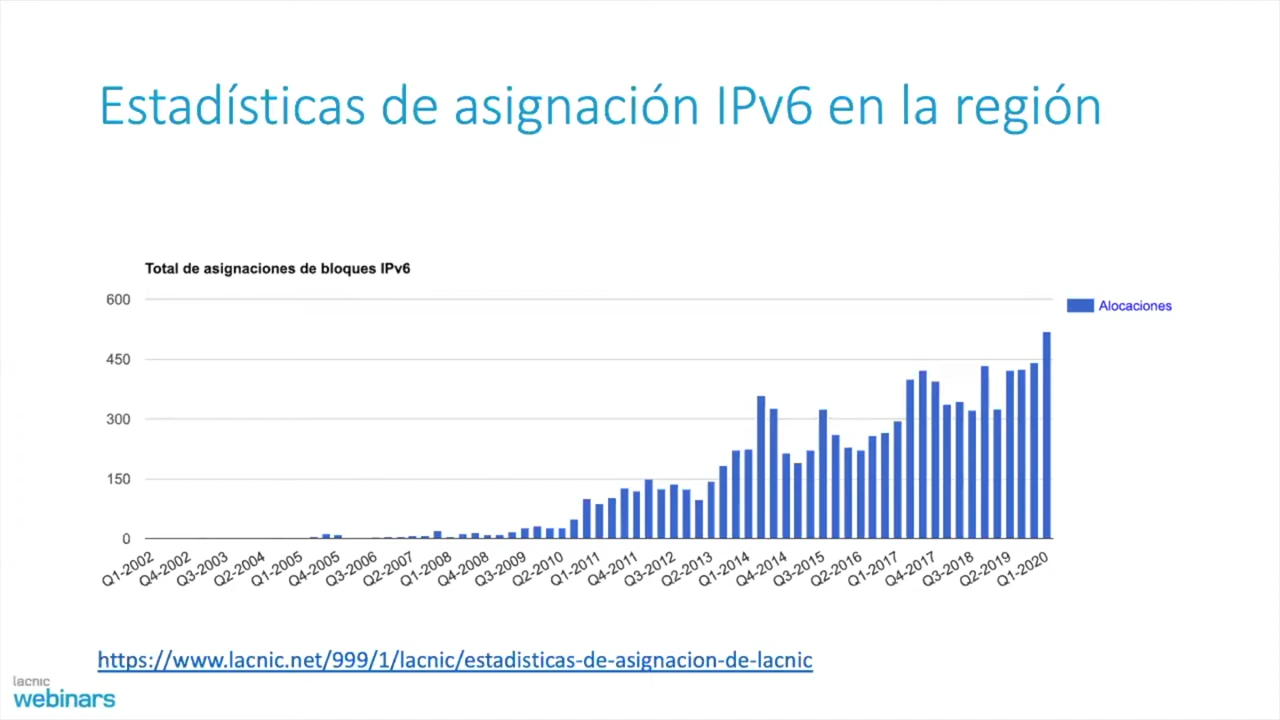 Estadísticas de asignación IPv6 en la región
Total de asignaciones de bloques IPv6
600
450
300
150
0
Alocaciones
Q1-2002
Q4-2002
Q3-2003
Q2-2004
Q1-2005
Q4-2005
Q3-2006
Q2-2007
Q1-2008
Q4-2008
Q3-2009
Q2-2010
Q1-2011
Q4-2011
Q3-2012
Q2-2013
Q1-2014
Q4-2014
Q3-2015
Q2-2016
Q1-2017
Q4-2017
Q3-2018
Q2-2019
Q1-2020
https://www.lacnic.net/999/1/lacnic/estadisticas-de-asignacion-de-lacnic
lacnic
webinars